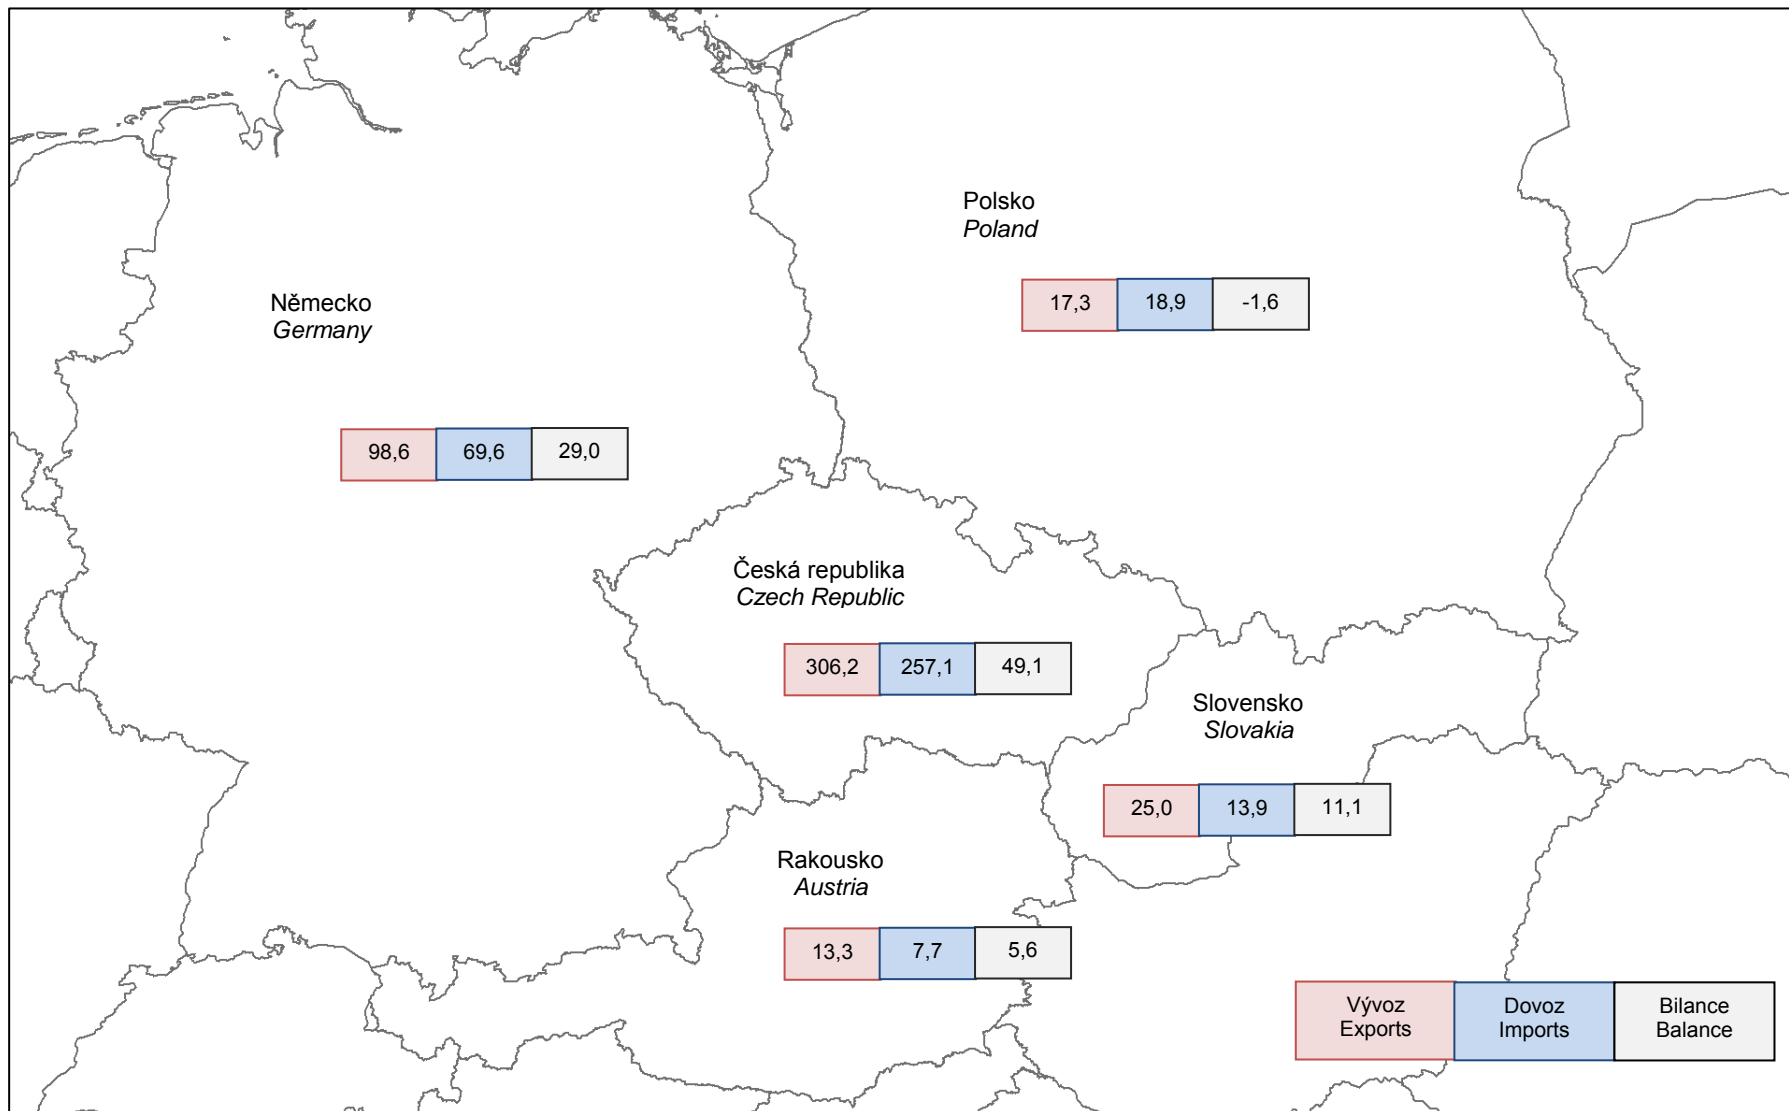 Polsko
Poland
17,3 18,9 -1,6
Německo
Germany
98,6 69,6 29,0
Česká republika
Czech Republic
306,2 257,1 49,1
Slovensko
Slovakia
25,0 13,9 11,1
Rakousko
Austria
13,3 7,7 5,6
Vývoz Dovoz Bilance
Exports Imports Balance